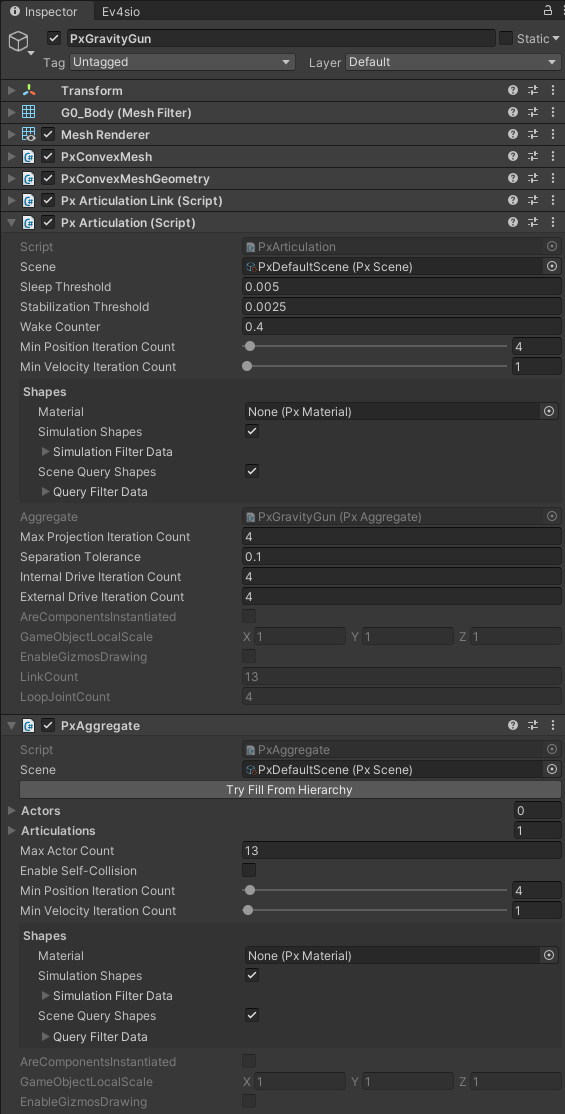 Inspector Ev4sio
PxGravityGun Static
Tag Untagged Layer Default
Transform
G0_Body (Mesh Filter)
Mesh Renderer
PxConvexMesh
PxConvexMeshGeometry
Px Articulation Link (Script)
Px Articulation (Script)
Script PxArticulation
Scene PxDefaultScene (Px Scene)
Sleep Threshold 0.005
Stabilization Threshold 0.0025
Wake Counter 0.4
Min Position Iteration Count 4
Min Velocity Iteration Count 1
Shapes
Material None (Px Material)
Simulation Shapes
Simulation Filter Data
Scene Query Shapes
Query Filter Data
Aggregate PxGravityGun (Px Aggregate)
Max Projection Iteration Count 4
Separation Tolerance 0.1
Internal Drive Iteration Count 4
External Drive Iteration Count 4
AreComponentsInstantiated
GameObjectLocalScale X 1 Y 1 Z 1
EnableGizmosDrawing
LinkCount 13
LoopJointCount 4
PxAggregate
Script PxAggregate
Scene PxDefaultScene (Px Scene)
Try Fill From Hierarchy
Actors 0
Articulations 1
Max Actor Count 13
Enable Self-Collision
Min Position Iteration Count 4
Min Velocity Iteration Count 1
Shapes
Material None (Px Material)
Simulation Shapes
Simulation Filter Data
Scene Query Shapes
Query Filter Data
AreComponentsInstantiated
GameObjectLocalScale X 1 Y 1 Z 1
EnableGizmosDrawing